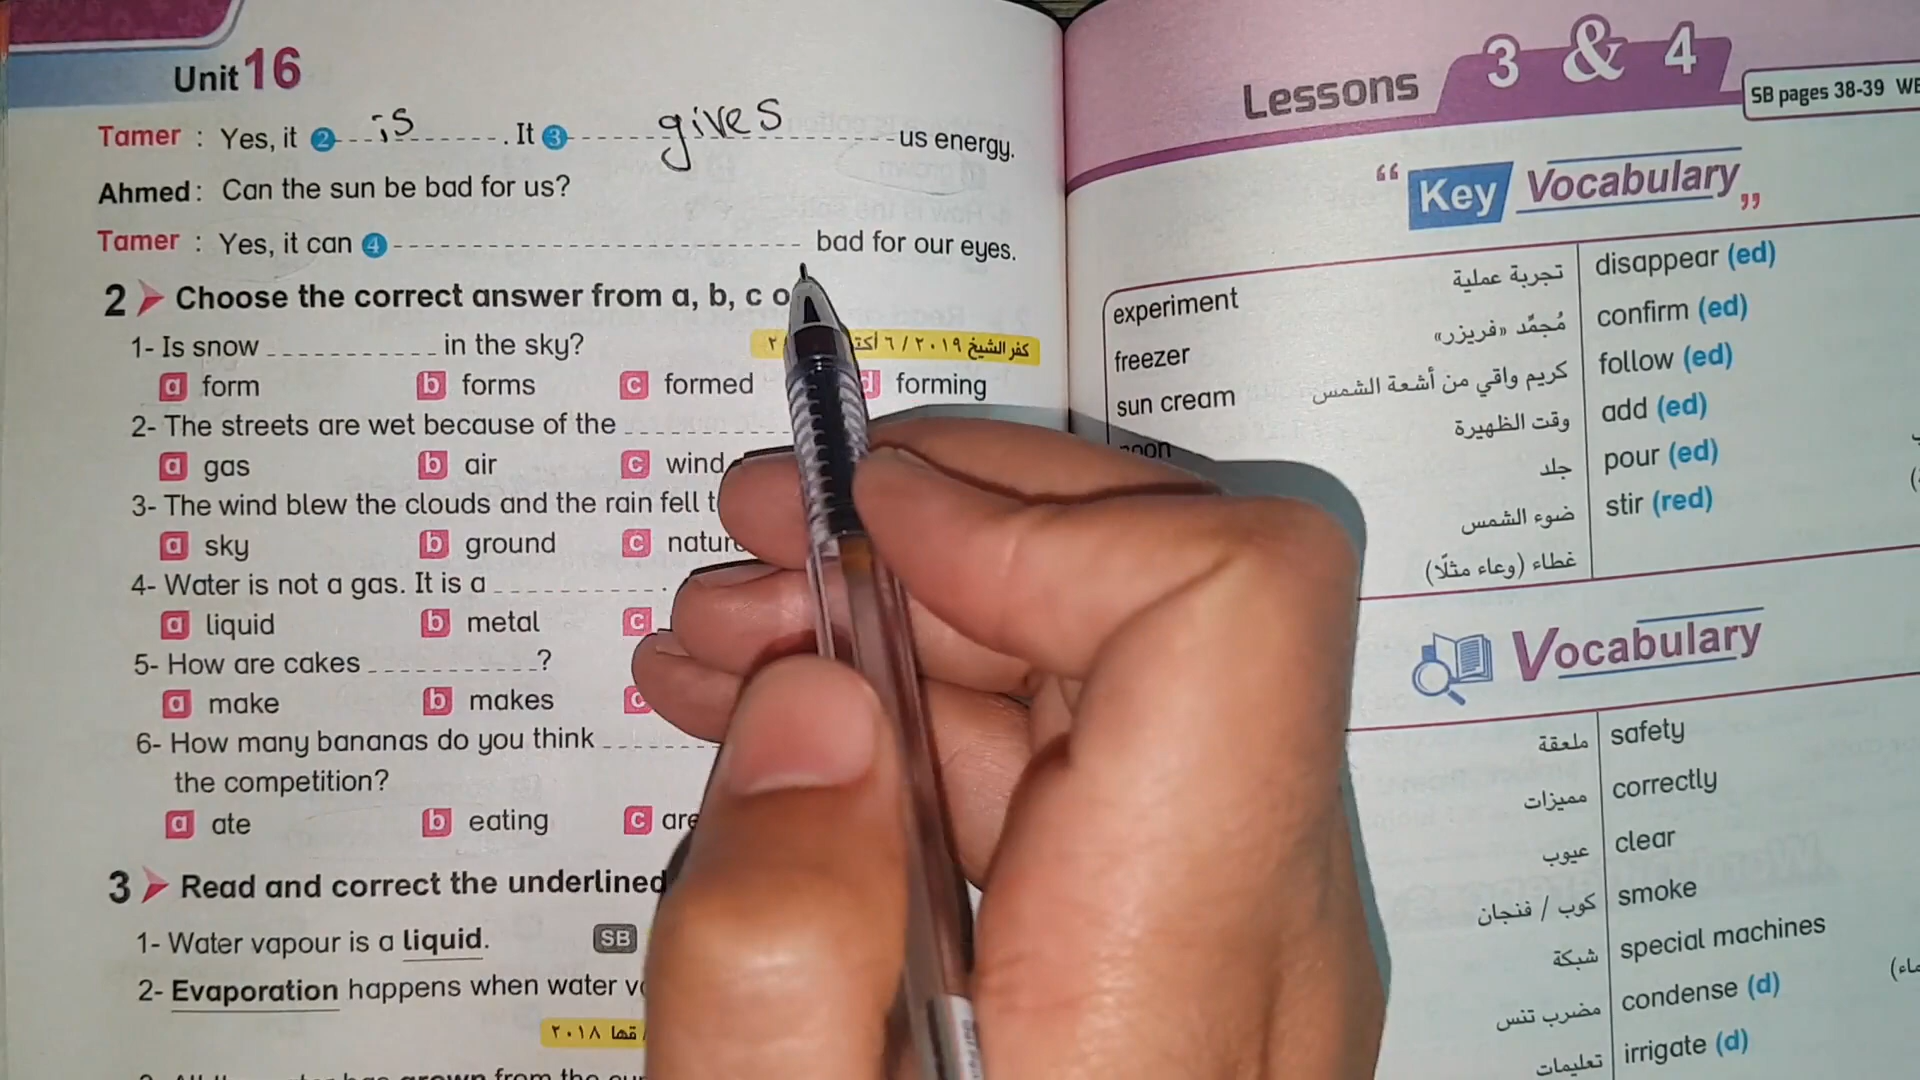 Unit 16
Tamer : Yes, it 2 is . It 3 gives us energy.
Ahmed : Can the sun be bad for us?
Tamer : Yes, it can 4 bad for our eyes.
2 Choose the correct answer from a, b, c
1- Is snow in the sky?
كفر الشيخ ٢٠١٩ / ٦
a form b forms c formed d forming
2- The streets are wet because of the
a gas b air c wind
3- The wind blew the clouds and the rain fell
a sky b ground c nature
4- Water is not a gas. It is a .
a liquid b metal c
5- How are cakes ?
a make b makes c
6- How many bananas do you think
the competition?
a ate b eating c
3 Read and correct the underlined
1- Water vapour is a liquid. SB
2- Evaporation happens when water
قها ٢٠١٨
Lessons 3 & 4
SB pages 38-39
“Key Vocabulary„
experiment تجربة عملية
freezer مُجمِّد «فريزر»
sun cream كريم واقي من أشعة الشمس
وقت الظهيرة
جلد
ضوء الشمس
غطاء (وعاء مثلًا)
disappear (ed)
confirm (ed)
follow (ed)
add (ed)
pour (ed)
stir (red)
Vocabulary
ملعقة safety
مميزات correctly
عيوب clear
كوب / فنجان smoke
شبكة special machines
مضرب تنس condense (d)
تعليمات irrigate (d)